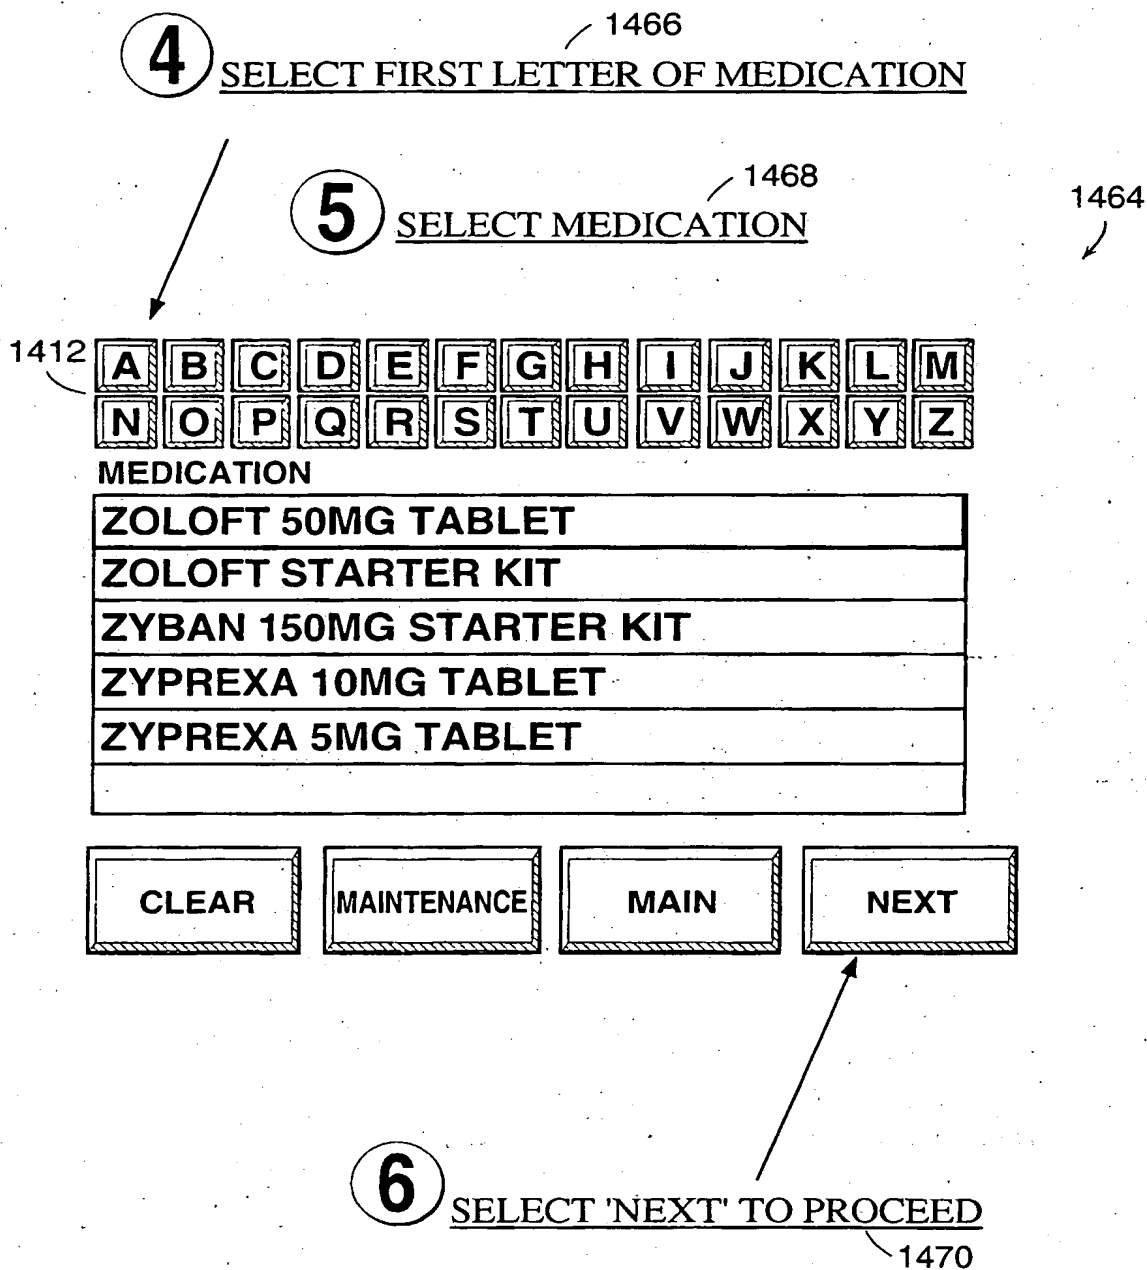 1466
4 SELECT FIRST LETTER OF MEDICATION
1468
5 SELECT MEDICATION
1464
1412
A B C D E F G H I J K L M
N O P Q R S T U V W X Y Z
MEDICATION
ZOLOFT 50MG TABLET
ZOLOFT STARTER KIT
ZYBAN 150MG STARTER KIT
ZYPREXA 10MG TABLET
ZYPREXA 5MG TABLET
CLEAR MAINTENANCE MAIN NEXT
6 SELECT 'NEXT' TO PROCEED
1470